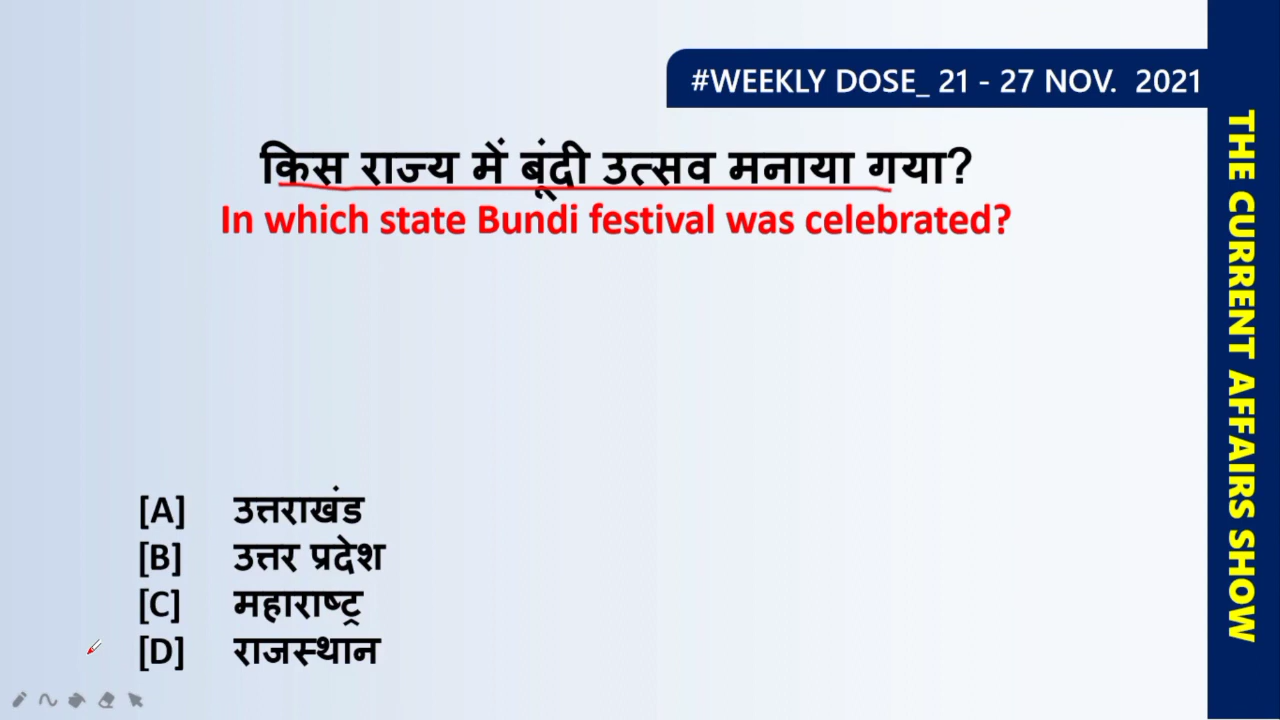 #WEEKLY DOSE_ 21 - 27 NOV.  2021
किस राज्य में बूंदी उत्सव मनाया गया?
In which state Bundi festival was celebrated?
[A] उत्तराखंड
[B] उत्तर प्रदेश
[C] महाराष्ट्र
[D] राजस्थान
THE CURRENT AFFAIRS SHOW